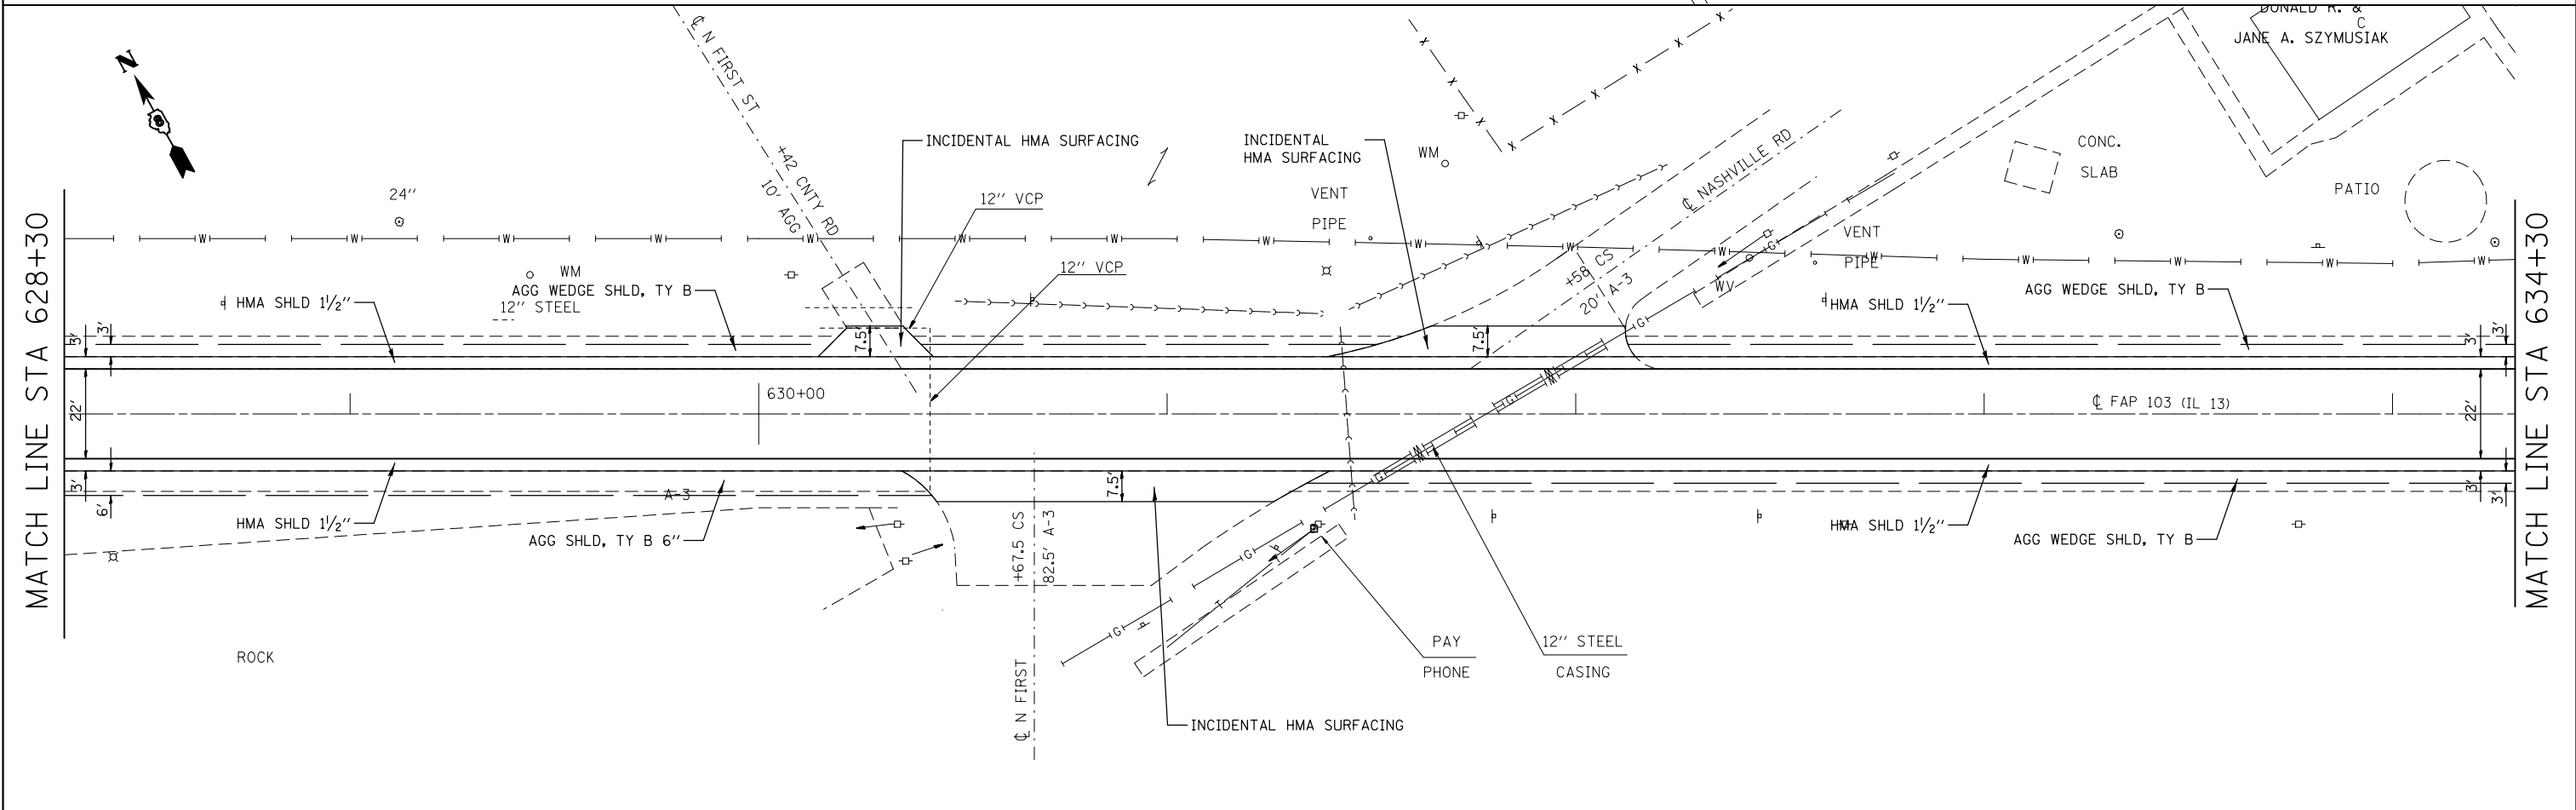 DONALD R. &
C
JANE A. SZYMUSIAK
N
8
℄ N FIRST ST
+42 CNTY RD
10' AGG
INCIDENTAL HMA SURFACING
INCIDENTAL
HMA SURFACING
WM
℄ NASHVILLE RD
CONC.
SLAB
24''
12'' VCP
VENT
PIPE
PATIO
MATCH LINE STA 628+30
MATCH LINE STA 634+30
W W W W W W W W W W W W W W W W
WM
AGG WEDGE SHLD, TY B
12'' STEEL
12'' VCP
+58 CS
20' A-3
VENT
PIPE
G
WV
HMA SHLD 1½''
HMA SHLD 1½''
AGG WEDGE SHLD, TY B
G
3'
3'
7.5'
7.5'
3'
3'
630+00
22'
℄ FAP 103 (IL 13)
22'
G
W
W
G
3'
6'
A-3
7.5'
3'
3'
HMA SHLD 1½''
AGG SHLD, TY B 6''
+67.5 CS
82.5' A-3
HMA SHLD 1½''
AGG WEDGE SHLD, TY B
G
T
G
ROCK
℄ N FIRST
PAY
PHONE
12'' STEEL
CASING
INCIDENTAL HMA SURFACING